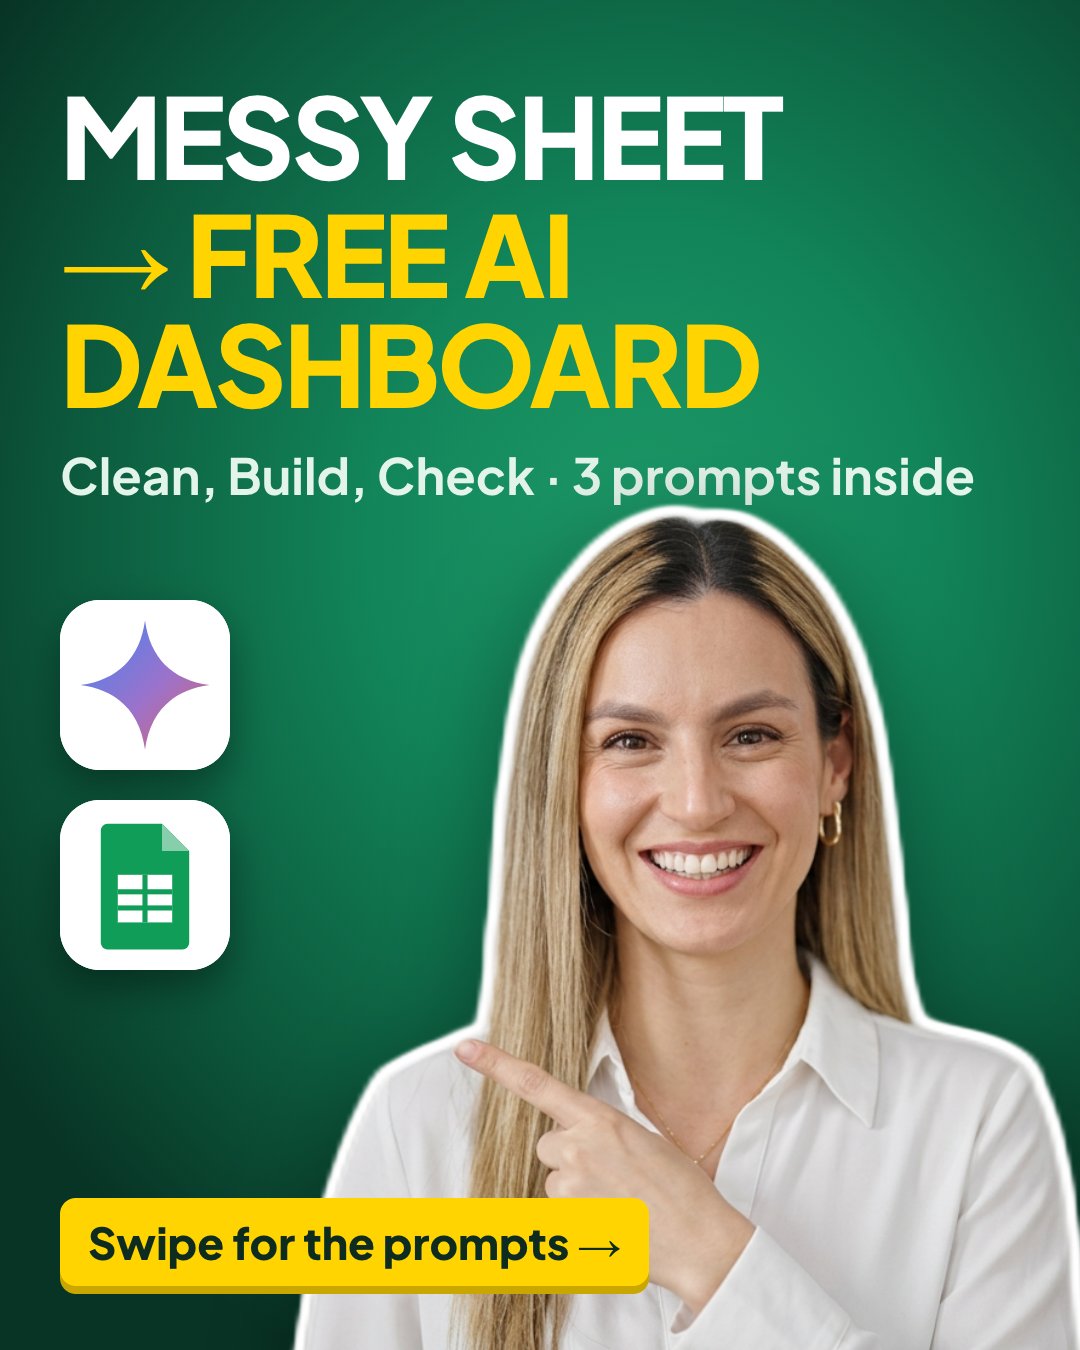 MESSY SHEET
→ FREE AI
DASHBOARD
Clean, Build, Check · 3 prompts inside
Swipe for the prompts →